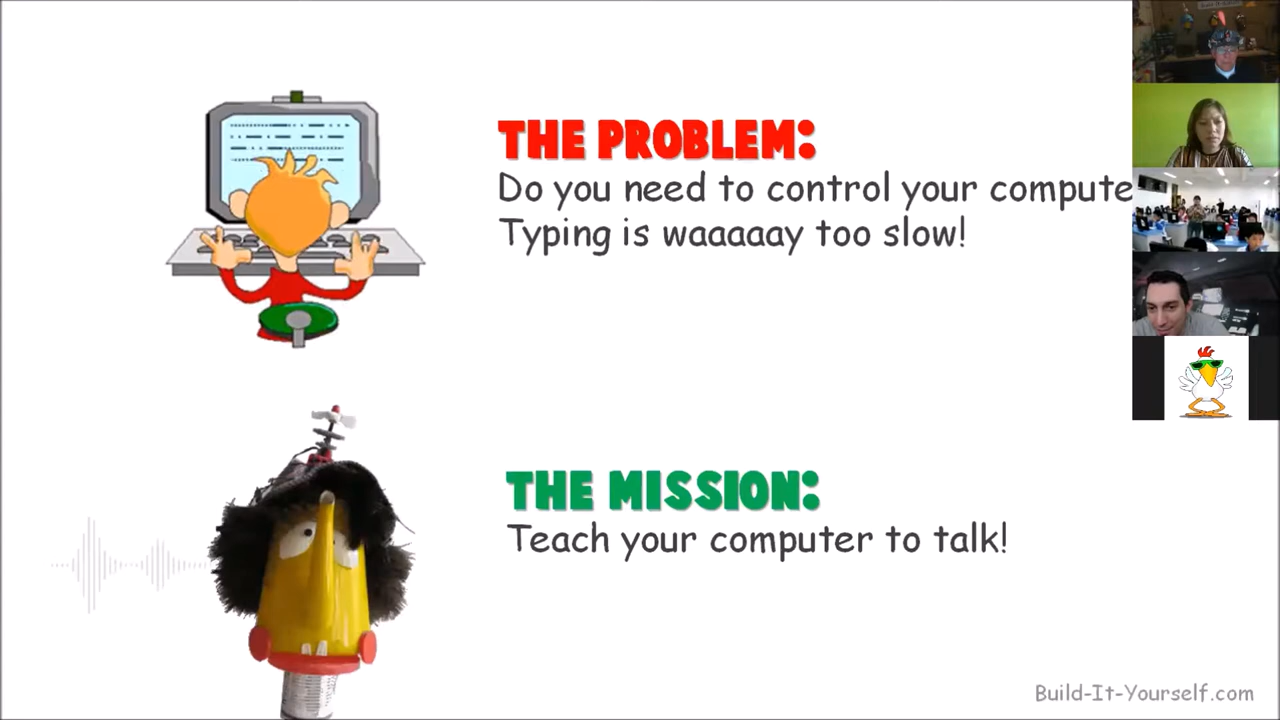 THE PROBLEM:
Do you need to control your compute
Typing is waaaaay too slow!
THE MISSION:
Teach your computer to talk!
Build-It-Yourself.com